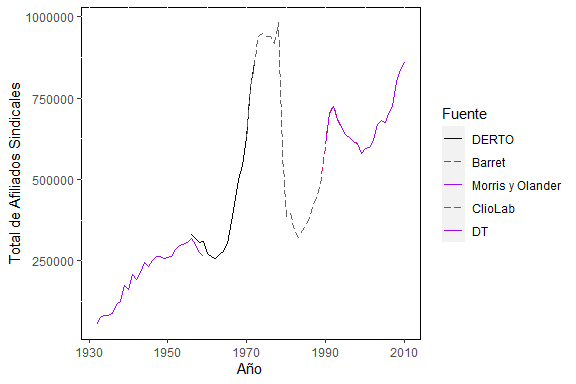 1000000
750000
500000
250000
Total de Afiliados Sindicales
1930
1950
1970
1990
2010
Año
Fuente
DERTO
Barret
Morris y Olander
ClioLab
DT